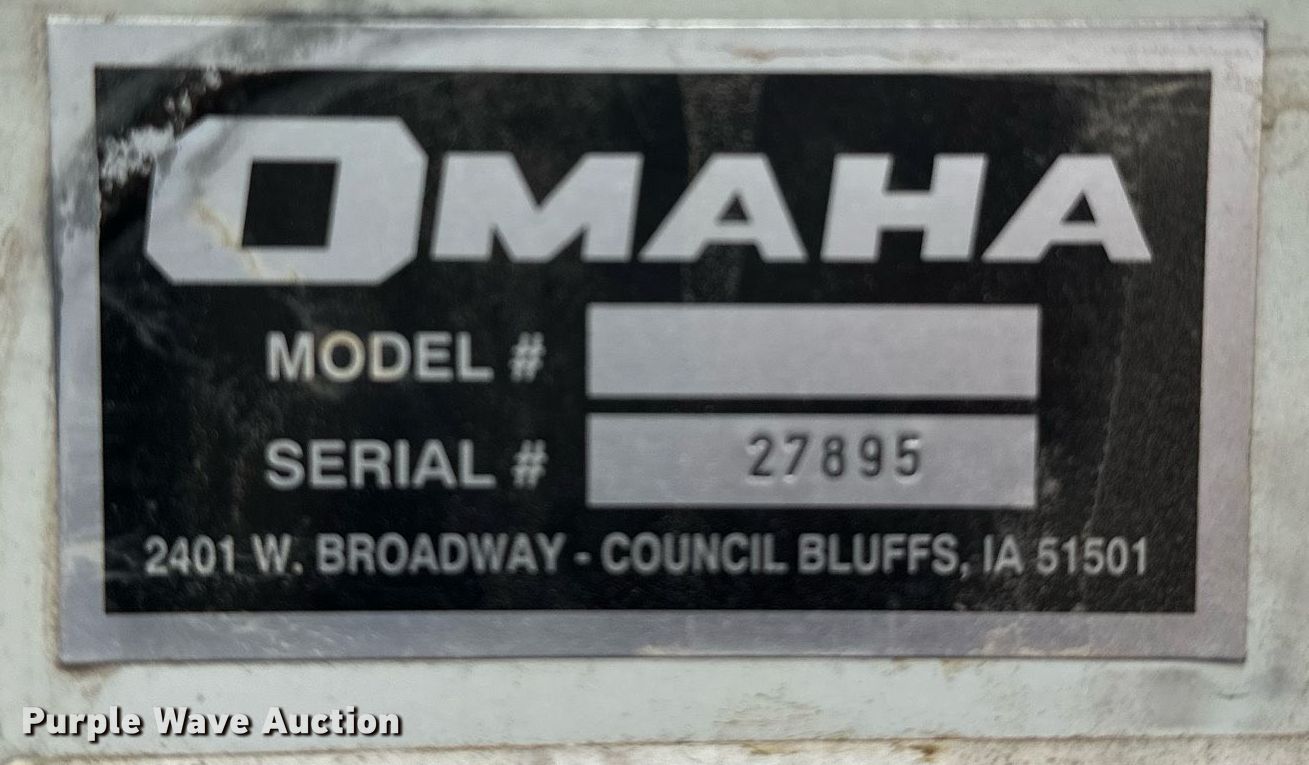 OMAHA
MODEL #
SERIAL # 27895
2401 W. BROADWAY - COUNCIL BLUFFS, IA 51501
Purple Wave Auction